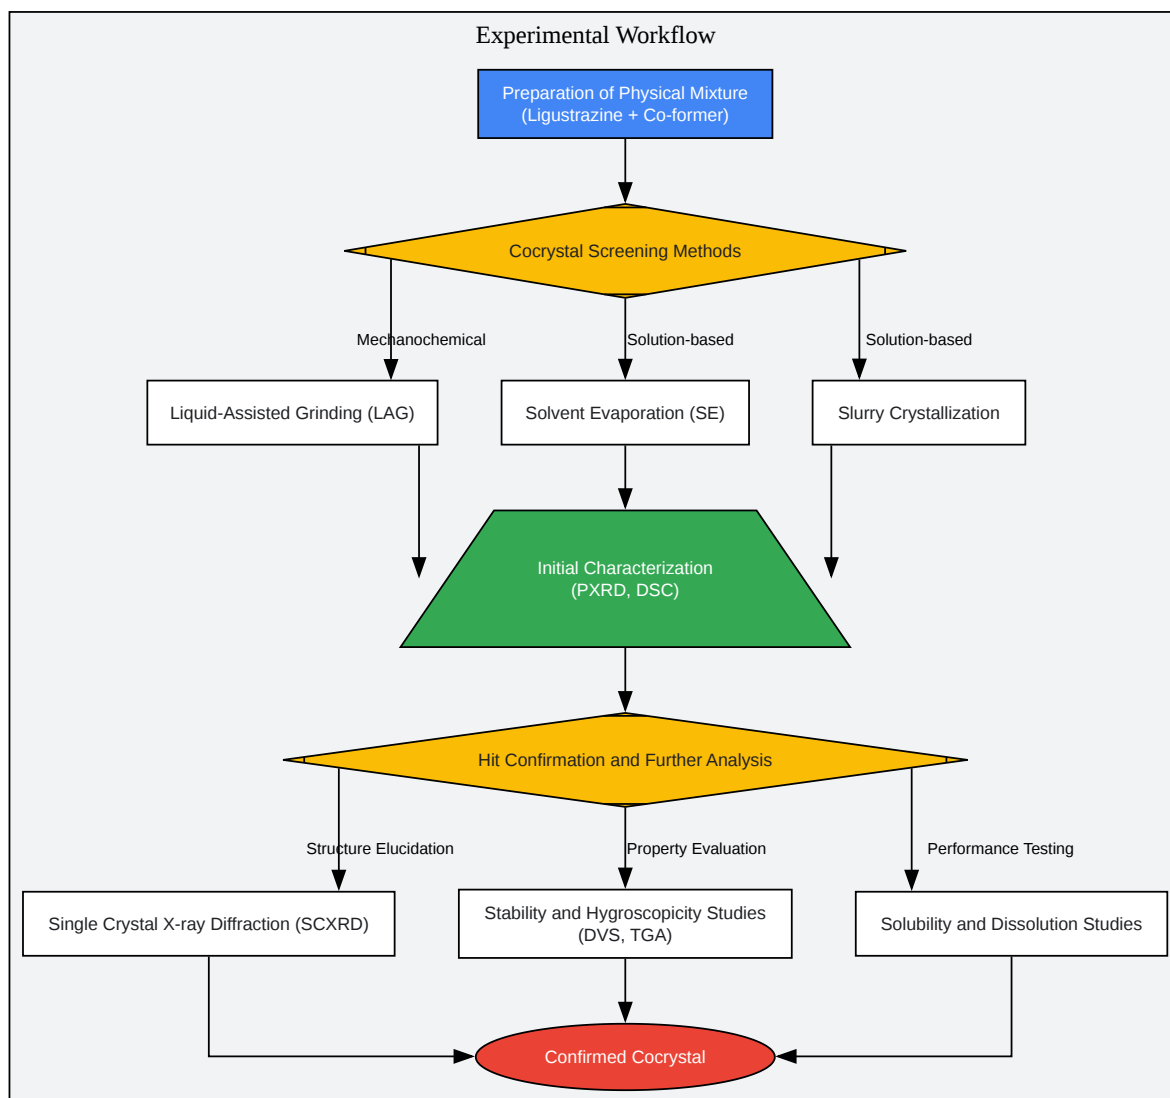 Experimental Workflow
Preparation of Physical Mixture
(Ligustrazine + Co-former)
Cocrystal Screening Methods
Mechanochemical
Solution-based
Solution-based
Liquid-Assisted Grinding (LAG)
Solvent Evaporation (SE)
Slurry Crystallization
Initial Characterization
(PXRD, DSC)
Hit Confirmation and Further Analysis
Structure Elucidation
Property Evaluation
Performance Testing
Single Crystal X-ray Diffraction (SCXRD)
Stability and Hygroscopicity Studies
(DVS, TGA)
Solubility and Dissolution Studies
Confirmed Cocrystal